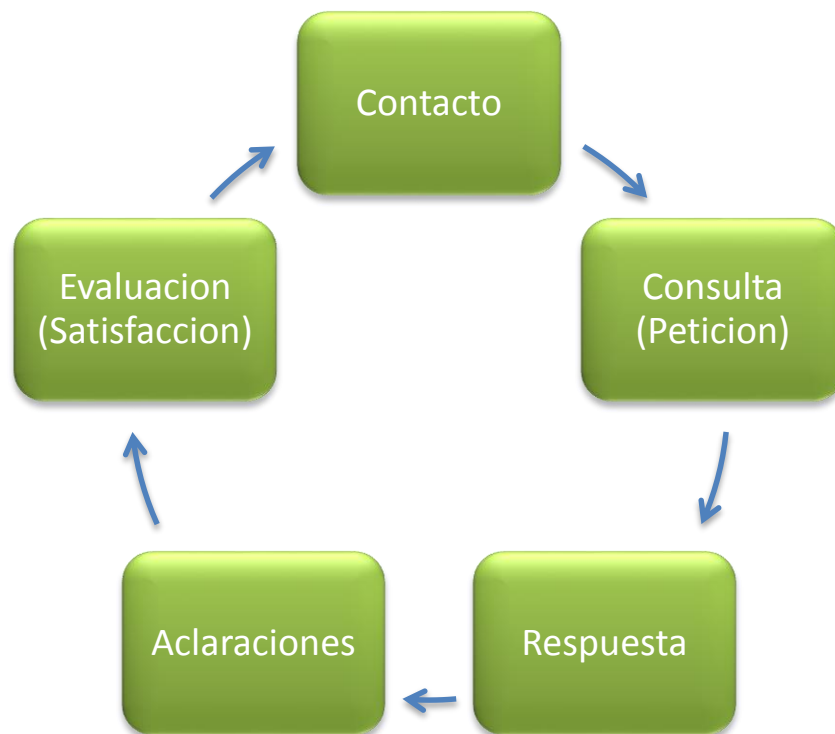 Contacto
Consulta
(Peticion)
Respuesta
Aclaraciones
Evaluacion
(Satisfaccion)